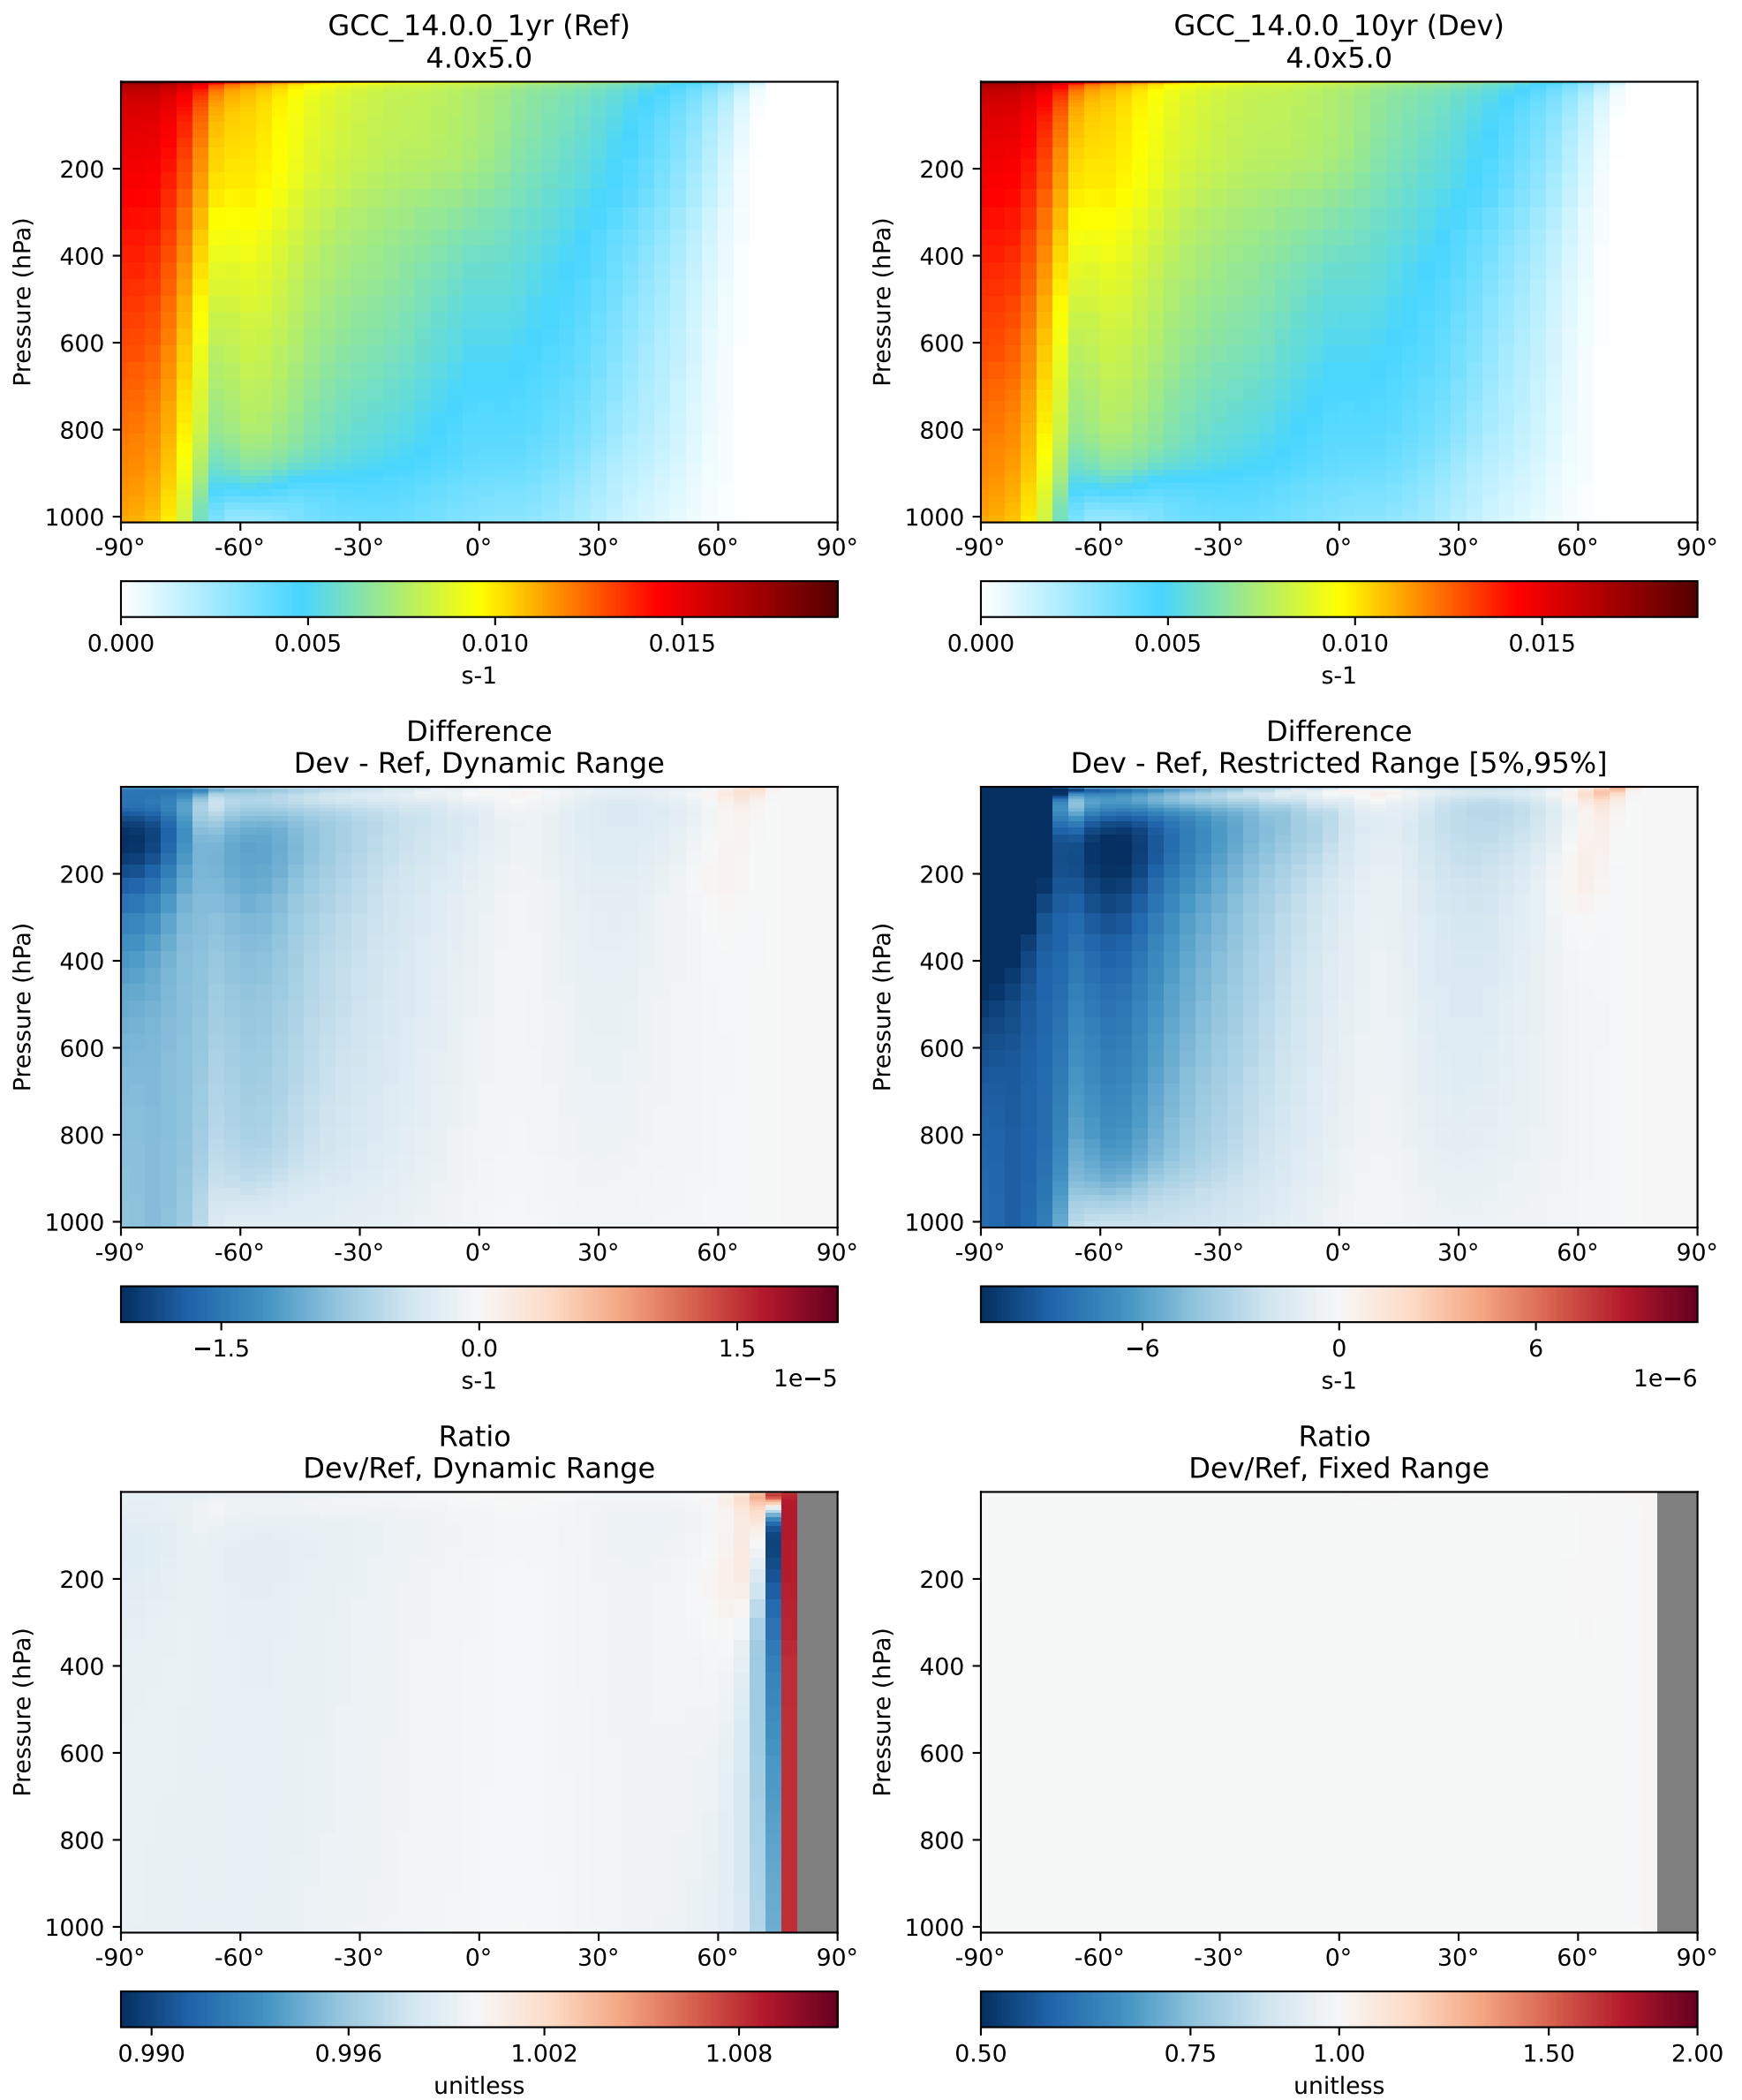 GCC_14.0.0_1yr (Ref)
4.0x5.0
GCC_14.0.0_10yr (Dev)
4.0x5.0
Pressure (hPa)
200
400
600
800
1000
-90° -60° -30° 0° 30° 60° 90°
0.000 0.005 0.010 0.015
s-1
Pressure (hPa)
200
400
600
800
1000
-90° -60° -30° 0° 30° 60° 90°
0.000 0.005 0.010 0.015
s-1
Difference
Dev - Ref, Dynamic Range
Pressure (hPa)
200
400
600
800
1000
-90° -60° -30° 0° 30° 60° 90°
−1.5 0.0 1.5
s-1 1e−5
Difference
Dev - Ref, Restricted Range [5%,95%]
Pressure (hPa)
200
400
600
800
1000
-90° -60° -30° 0° 30° 60° 90°
−6 0 6
s-1 1e−6
Ratio
Dev/Ref, Dynamic Range
Pressure (hPa)
200
400
600
800
1000
-90° -60° -30° 0° 30° 60° 90°
0.990 0.996 1.002 1.008
unitless
Ratio
Dev/Ref, Fixed Range
Pressure (hPa)
200
400
600
800
1000
-90° -60° -30° 0° 30° 60° 90°
0.50 0.75 1.00 1.50 2.00
unitless